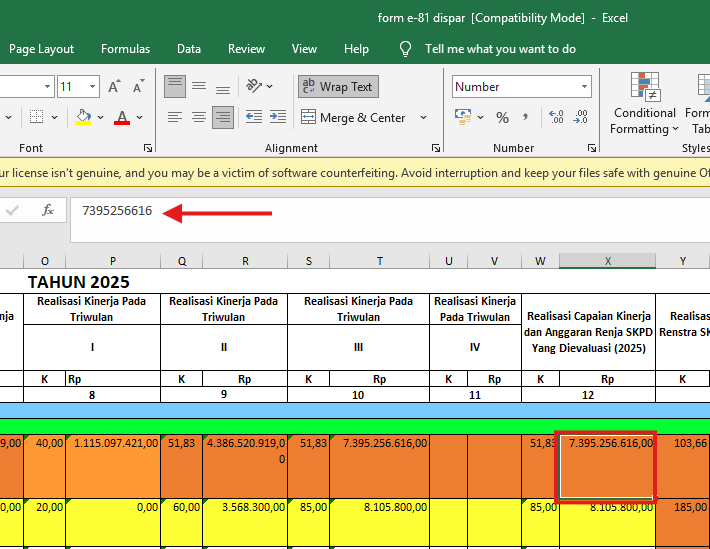 form e-81 dispar [Compatibility Mode] - Excel
Page Layout Formulas Data Review View Help Tell me what you want to do
11 A A ab Wrap Text Number Conditional Formatting
A Merge & Center % , ←.0 .00 .00 →.0
Font Alignment Number Styles
ur license isn't genuine, and you may be a victim of software counterfeiting. Avoid interruption and keep your files safe with genuine Of
fx 7395256616
O P Q R S T U V W X Y
TAHUN 2025
Realisasi Kinerja Pada Triwulan Realisasi Kinerja Pada Triwulan Realisasi Kinerja Pada Triwulan Realisasi Kinerja Pada Triwulan Realisasi Capaian Kinerja dan Anggaran Renja SKPD Yang Dievaluasi (2025)
I II III IV
K Rp K Rp K Rp K Rp K Rp K
8 9 10 11 12
9,00 40,00 1.115.097.421,00 51,83 4.386.520.919,00 51,83 7.395.256.616,00 51,83 7.395.256.616,00 103,66
0,00 20,00 0,00 60,00 3.568.300,00 85,00 8.105.800,00 85,00 8.105.800,00 185,00